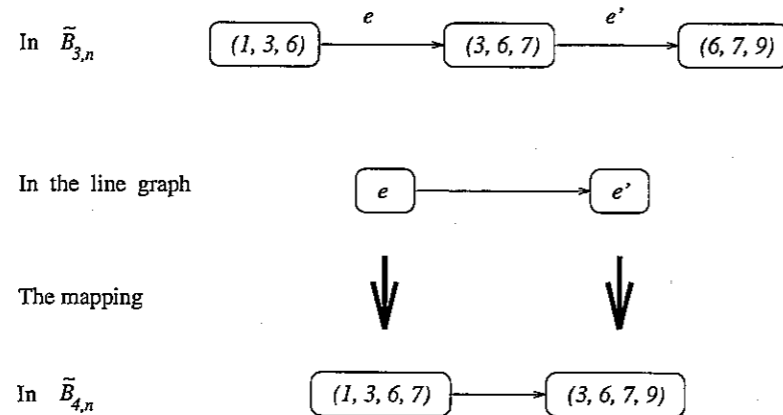 In B̃₃,ₙ (1, 3, 6) e (3, 6, 7) e’ (6, 7, 9)
In the line graph e e’
The mapping
In B̃₄,ₙ (1, 3, 6, 7) (3, 6, 7, 9)